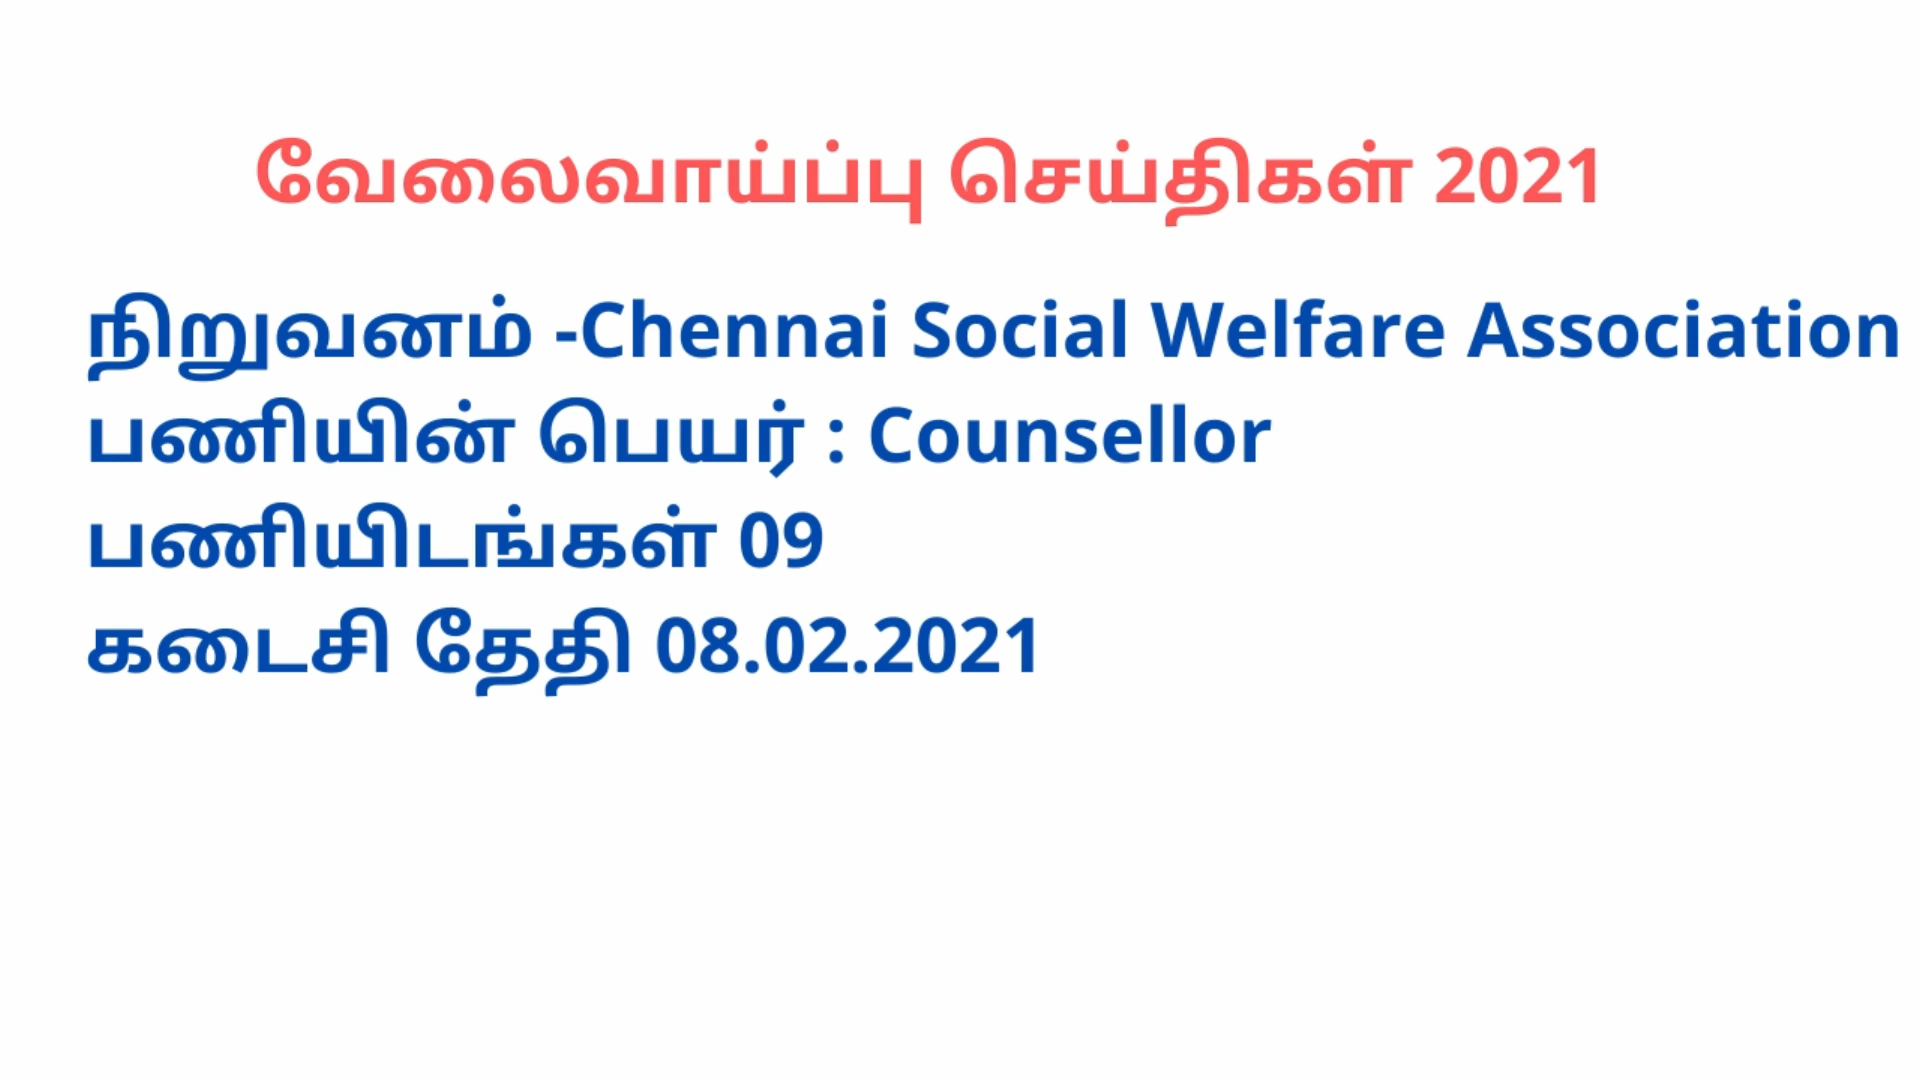 வேலைவாய்ப்பு செய்திகள் 2021
நிறுவனம் -Chennai Social Welfare Association
பணியின் பெயர் : Counsellor
பணியிடங்கள் 09
கடைசி தேதி 08.02.2021